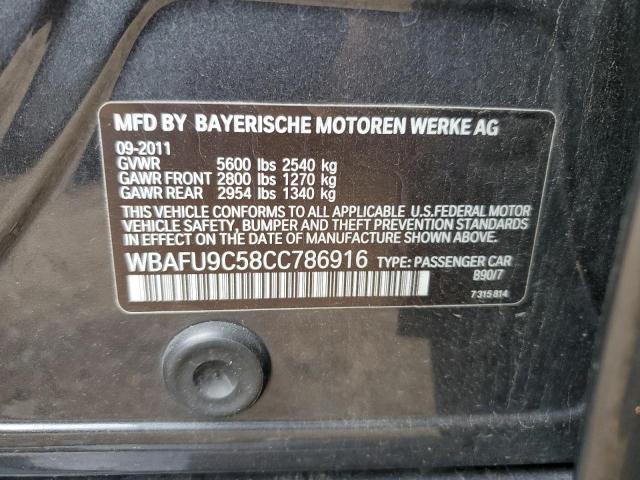 MFD BY BAYERISCHE MOTOREN WERKE AG
09-2011
GVWR 5600 lbs 2540 kg
GAWR FRONT 2800 lbs 1270 kg
GAWR REAR 2954 lbs 1340 kg
THIS VEHICLE CONFORMS TO ALL APPLICABLE U.S.FEDERAL MOTOR
VEHICLE SAFETY, BUMPER AND THEFT PREVENTION STANDARDS
IN EFFECT ON THE DATE OF MANUFACTURE SHOWN ABOVE.
WBAFU9C58CC786916 TYPE: PASSENGER CAR
B90/7
7315814